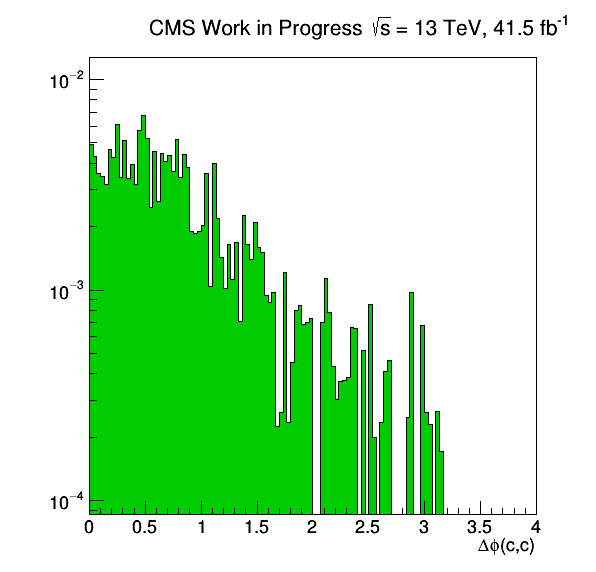 CMS Work in Progress √s = 13 TeV, 41.5 fb⁻¹
10⁻²
10⁻³
10⁻⁴
0 0.5 1 1.5 2 2.5 3 3.5 4
Δϕ(c,c)